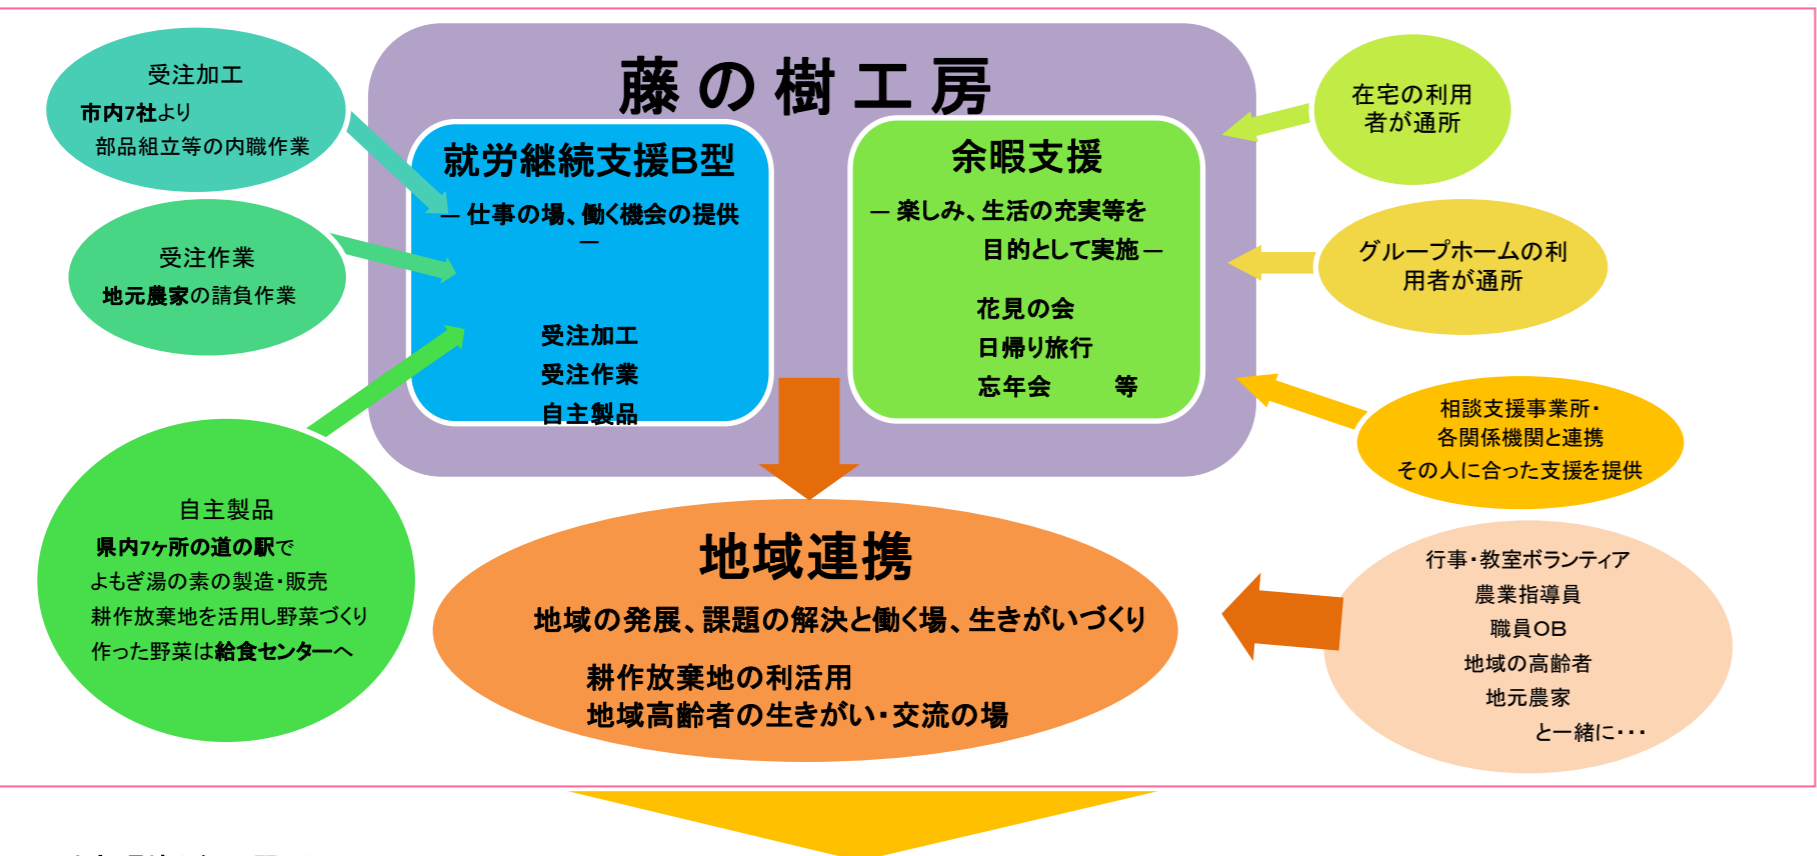 藤の樹工房
受注加工
市内7社より
部品組立等の内職作業
受注作業
地元農家の請負作業
自主製品
県内7ヶ所の道の駅で
よもぎ湯の素の製造・販売
耕作放棄地を活用し野菜づくり
作った野菜は給食センターへ
就労継続支援B型
― 仕事の場、働く機会の提供
―
受注加工
受注作業
自主製品
余暇支援
― 楽しみ、生活の充実等を
目的として実施 ―
花見の会
日帰り旅行
忘年会 等
在宅の利用
者が通所
グループホームの利
用者が通所
相談支援事業所・
各関係機関と連携
その人に合った支援を提供
地域連携
地域の発展、課題の解決と働く場、生きがいづくり
耕作放棄地の利活用
地域高齢者の生きがい・交流の場
行事・教室ボランティア
農業指導員
職員OB
地域の高齢者
地元農家
と一緒に・・・